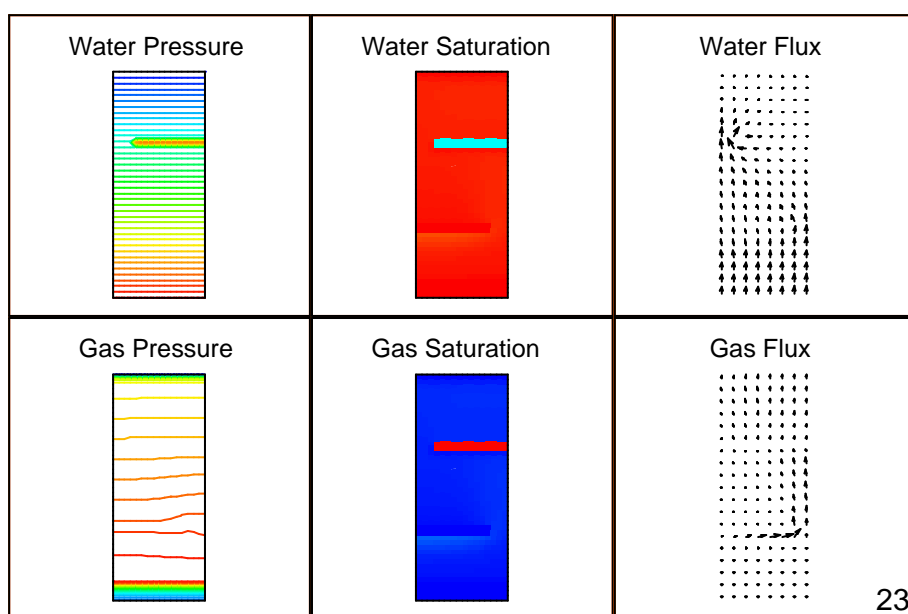 Water Pressure
Water Saturation
Water Flux
Gas Pressure
Gas Saturation
Gas Flux
23